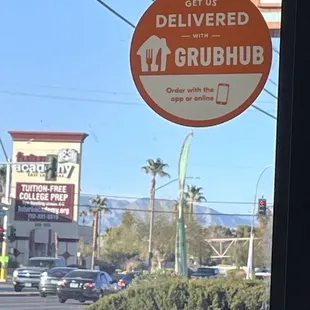 GET US
DELIVERED
WITH
GRUBHUB
Order with the
app or online
academy
TUITION-FREE
COLLEGE PREP